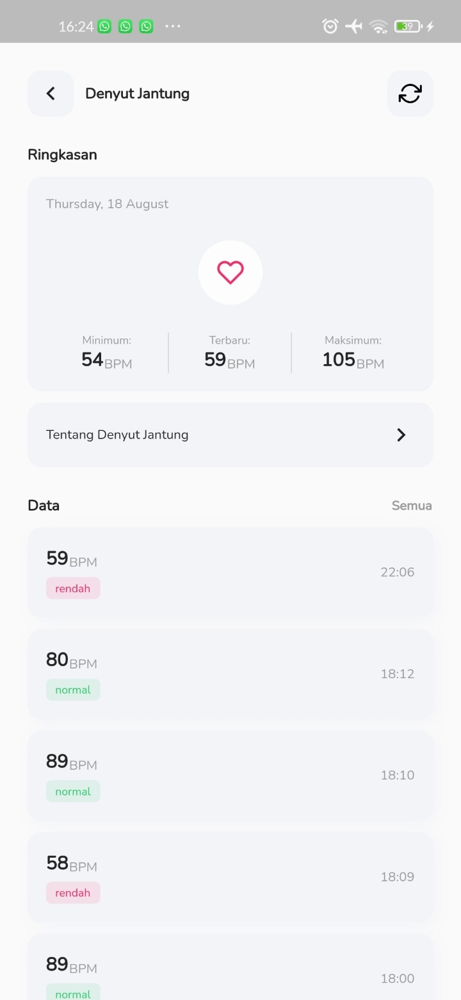 16:24 ... 39
Denyut Jantung
Ringkasan
Thursday, 18 August
Minimum: Terbaru: Maksimum:
54BPM 59BPM 105BPM
Tentang Denyut Jantung
Data Semua
59BPM
22:06
rendah
80BPM
18:12
normal
89BPM
18:10
normal
58BPM
18:09
rendah
89BPM
18:00
normal